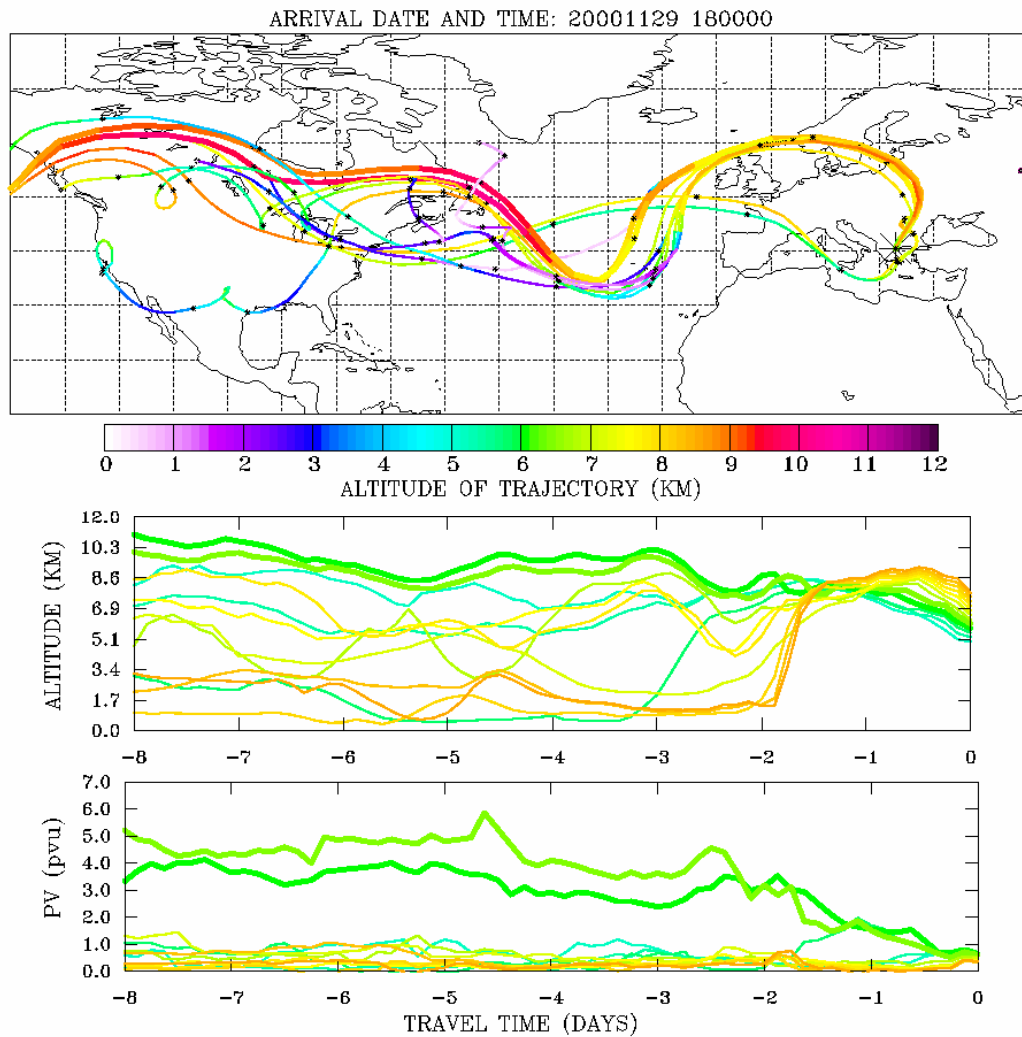 ARRIVAL DATE AND TIME: 20001129 180000
0 1 2 3 4 5 6 7 8 9 10 11 12
ALTITUDE OF TRAJECTORY (KM)
12.0
10.3
8.6
6.9
5.1
3.4
1.7
0.0
ALTITUDE (KM)
-8 -7 -6 -5 -4 -3 -2 -1 0
7.0
6.0
5.0
4.0
3.0
2.0
1.0
0.0
PV (pvu)
-8 -7 -6 -5 -4 -3 -2 -1 0
TRAVEL TIME (DAYS)